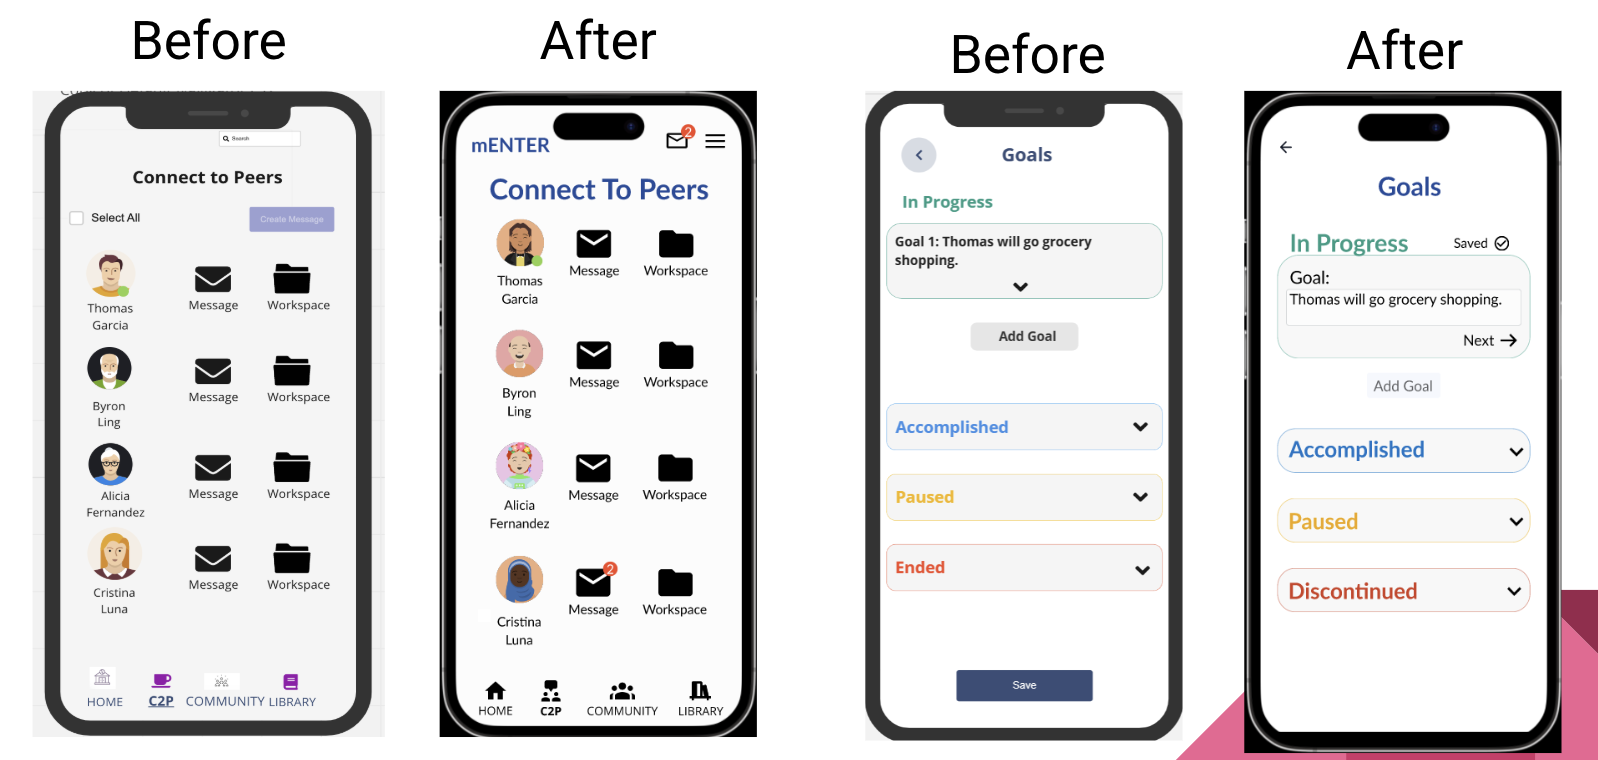 Before
Search
Connect to Peers
Select All
Create Message
Thomas
Garcia
Message
Workspace
Byron
Ling
Message
Workspace
Alicia
Fernandez
Message
Workspace
Cristina
Luna
Message
Workspace
HOME
C2P
COMMUNITY
LIBRARY
After
mENTER
2
Connect To Peers
Thomas
Garcia
Message
Workspace
Byron
Ling
Message
Workspace
Alicia
Fernandez
Message
Workspace
Cristina
Luna
2
Message
Workspace
HOME
C2P
COMMUNITY
LIBRARY
Before
Goals
In Progress
Goal 1: Thomas will go grocery
shopping.
Add Goal
Accomplished
Paused
Ended
Save
After
Goals
In Progress
Saved
Goal:
Thomas will go grocery shopping.
Next
Add Goal
Accomplished
Paused
Discontinued